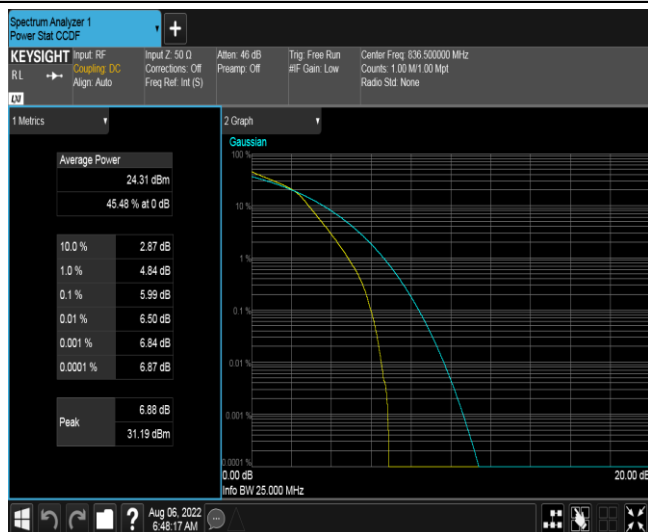 Spectrum Analyzer 1
Power Stat CCDF
+
KEYSIGHT
RL
LXI
Input: RF
Coupling: DC
Align: Auto
Input Z: 50 Ω
Corrections: Off
Freq Ref: Int (S)
Atten: 46 dB
Preamp: Off
Trig: Free Run
#IF Gain: Low
Center Freq: 836.500000 MHz
Counts: 1.00 M/1.00 Mpt
Radio Std: None
1 Metrics
Average Power
24.31 dBm
45.48 % at 0 dB
10.0 % 2.87 dB
1.0 % 4.84 dB
0.1 % 5.99 dB
0.01 % 6.50 dB
0.001 % 6.84 dB
0.0001 % 6.87 dB
Peak
6.88 dB
31.19 dBm
2 Graph
Gaussian
100 %
10 %
1 %
0.1 %
0.01 %
0.001 %
0.0001 %
0.00 dB
20.00 dB
Info BW 25.000 MHz
?
Aug 06, 2022
6:48:17 AM